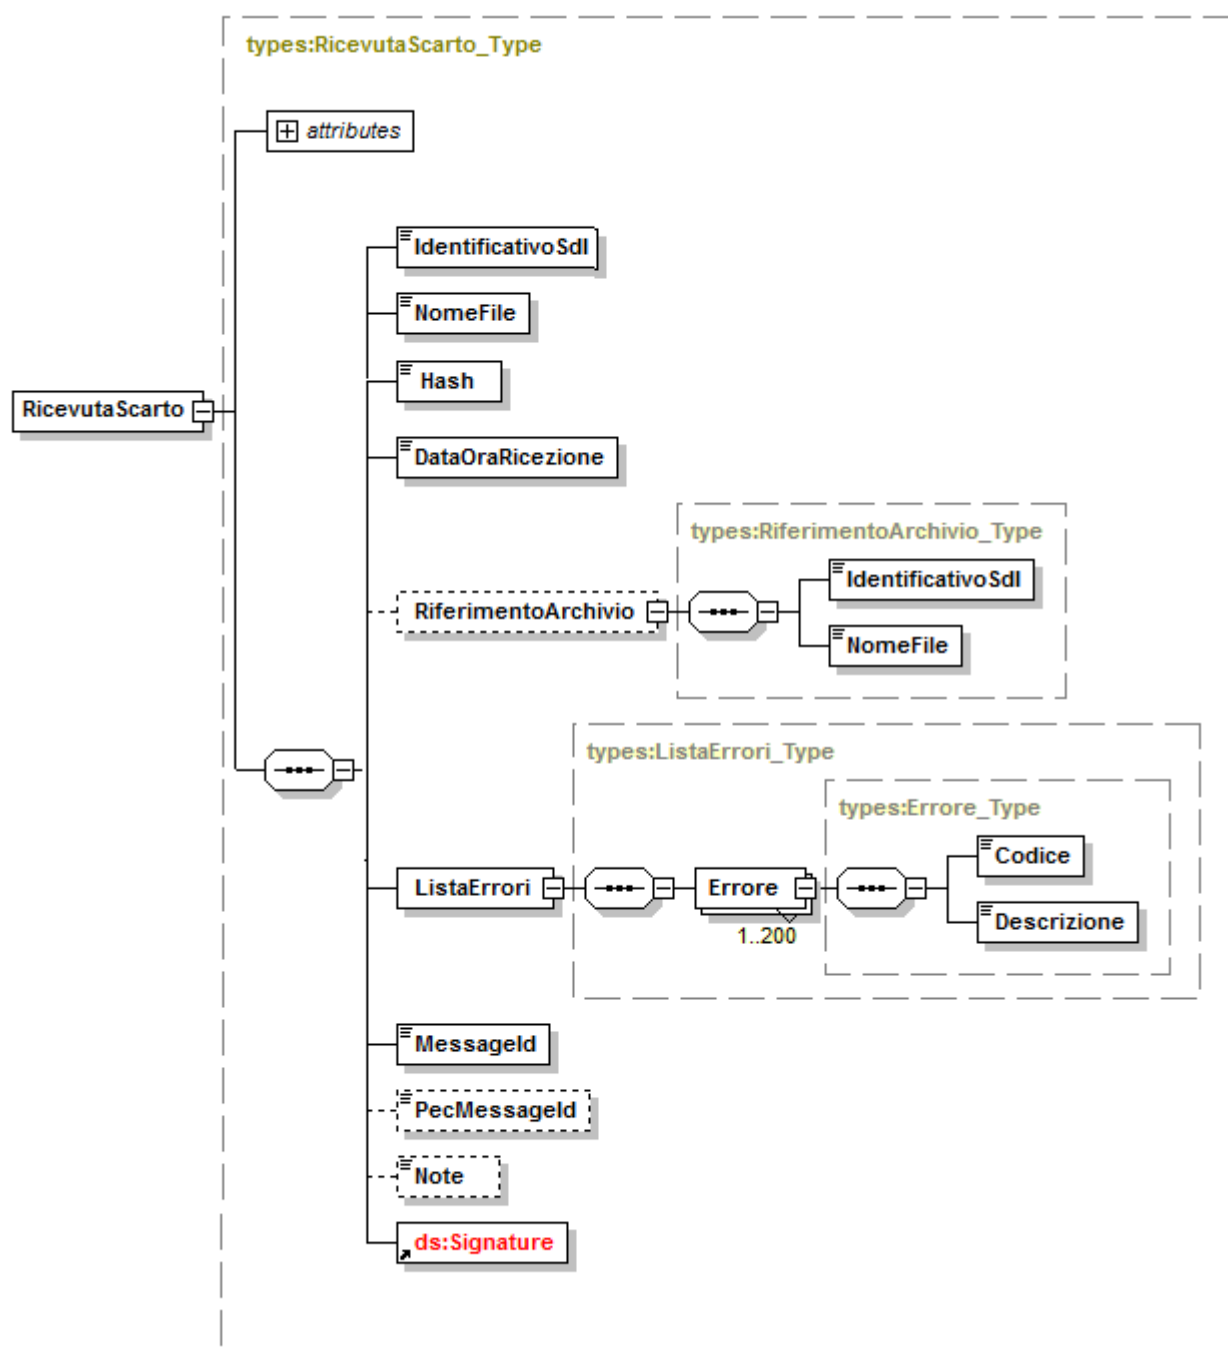 types:RicevutaScarto_Type
attributes
IdentificativoSdI
NomeFile
Hash
RicevutaScarto
DataOraRicezione
types:RiferimentoArchivio_Type
IdentificativoSdI
RiferimentoArchivio
NomeFile
types:ListaErrori_Type
types:Errore_Type
Codice
ListaErrori
Errore
Descrizione
1..200
MessageId
PecMessageId
Note
ds:Signature